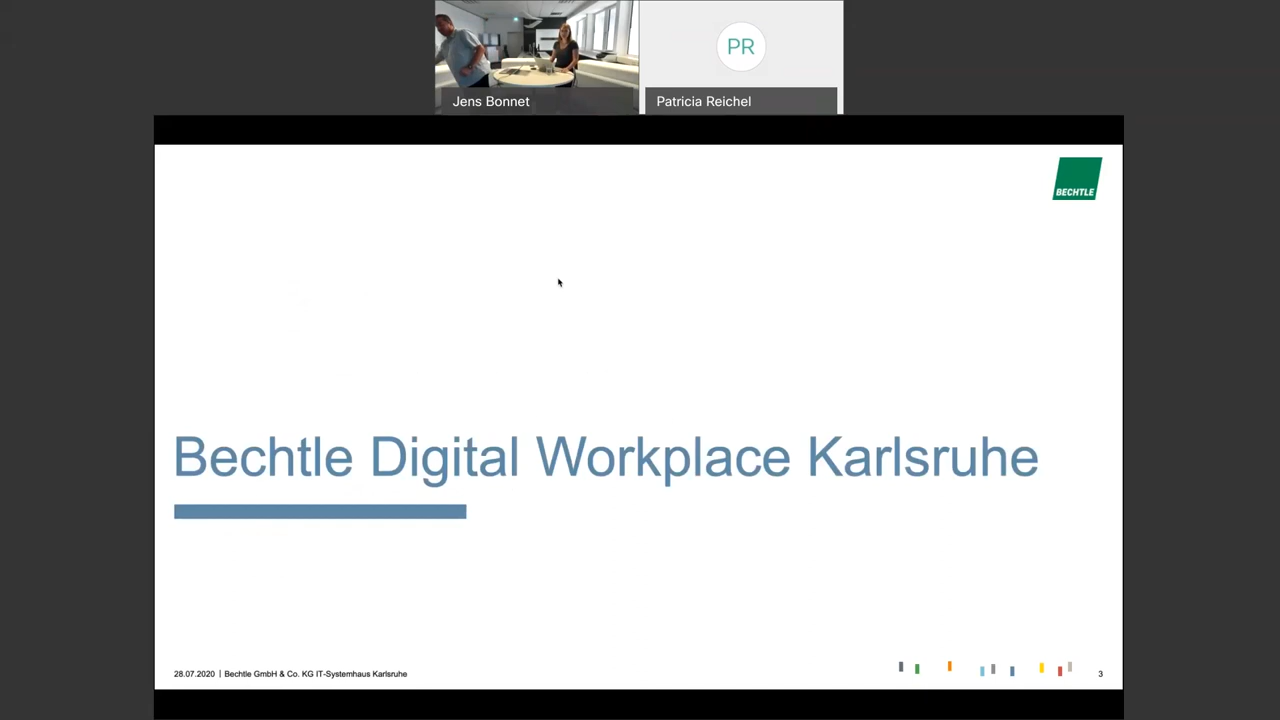 PR
Jens Bonnet
Patricia Reichel
BECHTLE
Bechtle Digital Workplace Karlsruhe
28.07.2020 | Bechtle GmbH & Co. KG IT-Systemhaus Karlsruhe
3